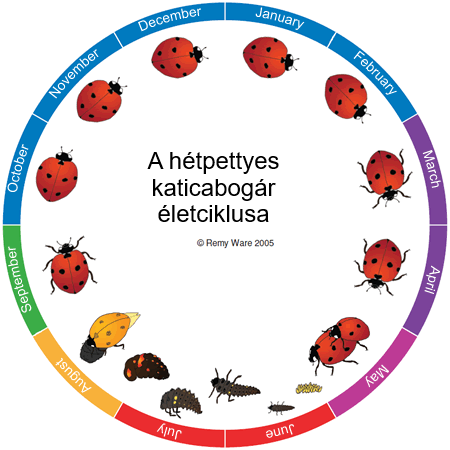 January
February
March
April
May
June
July
August
September
October
November
December
A hétpettyes
katicabogár
életciklusa
© Remy Ware 2005